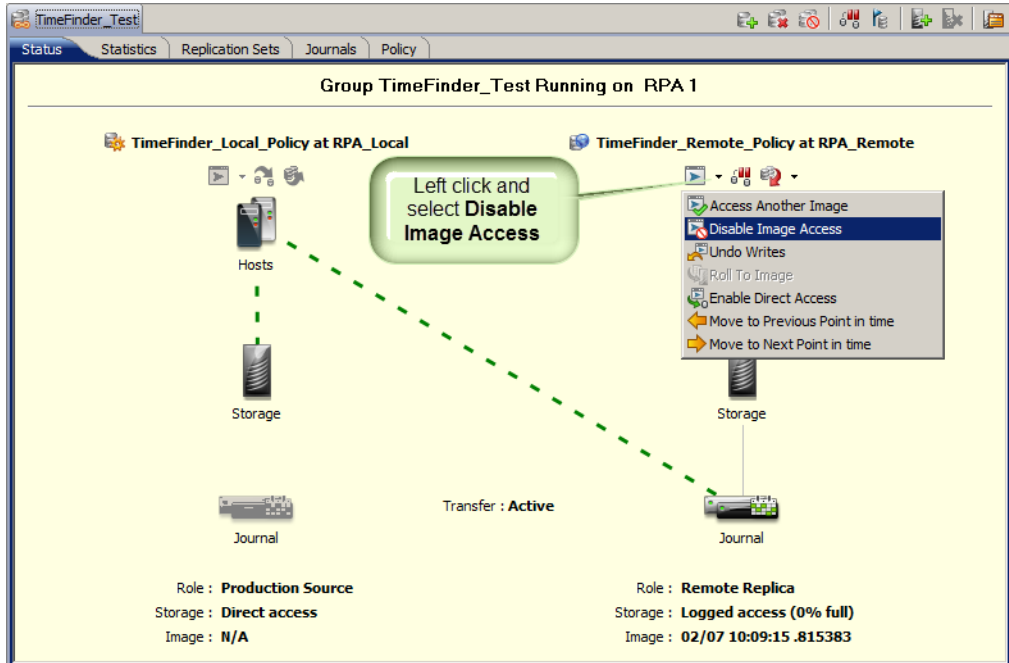 TimeFinder_Test
Status Statistics Replication Sets Journals Policy
Group TimeFinder_Test Running on RPA 1
TimeFinder_Local_Policy at RPA_Local
TimeFinder_Remote_Policy at RPA_Remote
Left click and
select Disable
Image Access
Access Another Image
Disable Image Access
Undo Writes
Roll To Image
Enable Direct Access
Move to Previous Point in time
Move to Next Point in time
Hosts
Storage
Storage
Transfer : Active
Journal
Journal
Role : Production Source
Storage : Direct access
Image : N/A
Role : Remote Replica
Storage : Logged access (0% full)
Image : 02/07 10:09:15 .815383